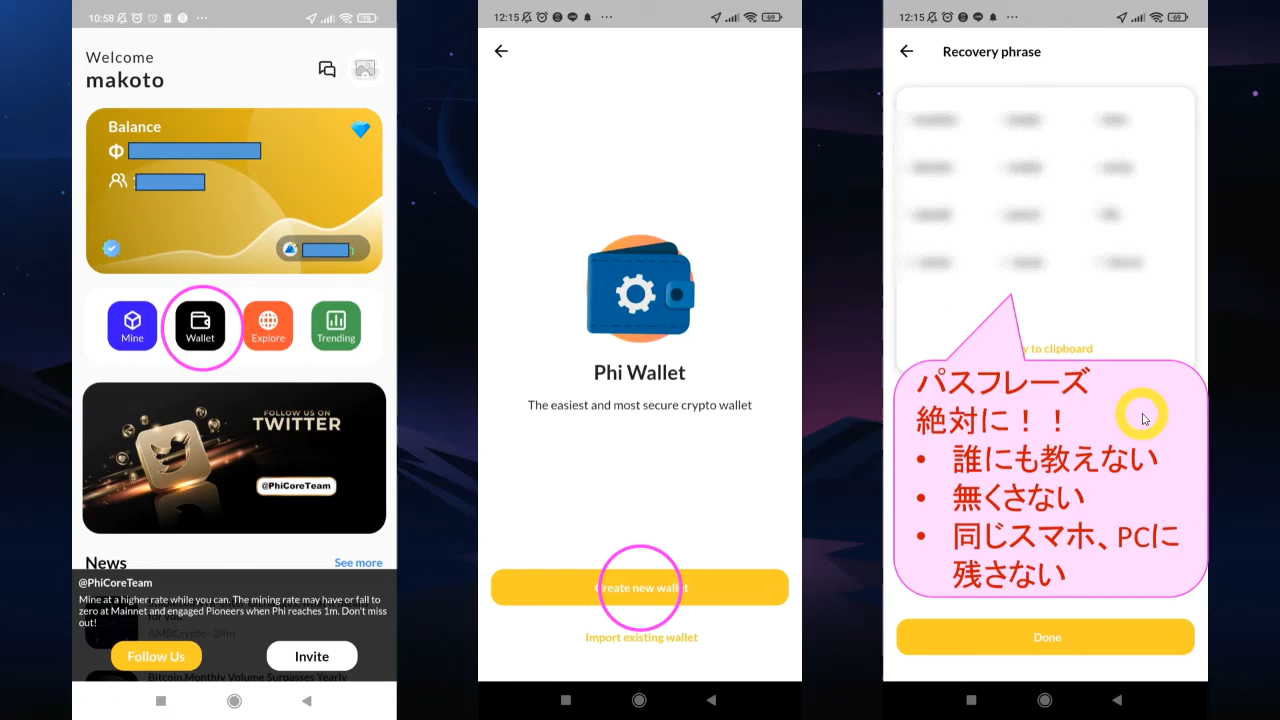 10:58
Welcome
makoto
Balance
Φ
Mine
Wallet
Explore
Trending
FOLLOW US ON
TWITTER
@PhiCoreTeam
News
See more
@PhiCoreTeam
Mine at a higher rate while you can. The mining rate may have or fall to
zero at Mainnet and engaged Pioneers when Phi reaches 1m. Don't miss
out!
for you
AMBCrypto - 24m
Follow Us
Invite
Bitcoin Monthly Volume Surpasses Yearly
12:15
69
Phi Wallet
The easiest and most secure crypto wallet
Create new wallet
Import existing wallet
12:15
69
Recovery phrase
to clipboard
パスフレーズ
絶対に!!
• 誰にも教えない
• 無くさない
• 同じスマホ、PCに
残さない
Done